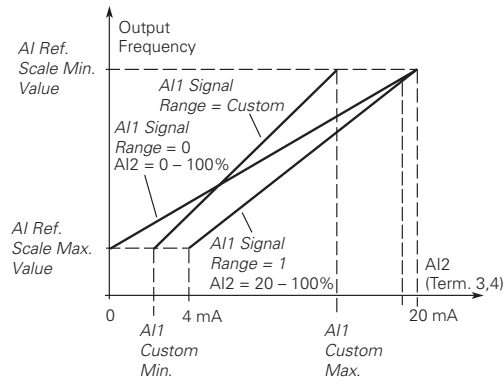 Output
Frequency
AI Ref.
Scale Min.
Value
AI1 Signal
Range = Custom
AI1 Signal
Range = 0
AI2 = 0 – 100%
AI Ref.
Scale Max.
Value
AI1 Signal
Range = 1
AI2 = 20 – 100%
AI2
(Term. 3,4)
0
4 mA
20 mA
AI1
Custom
Min.
AI1
Custom
Max.